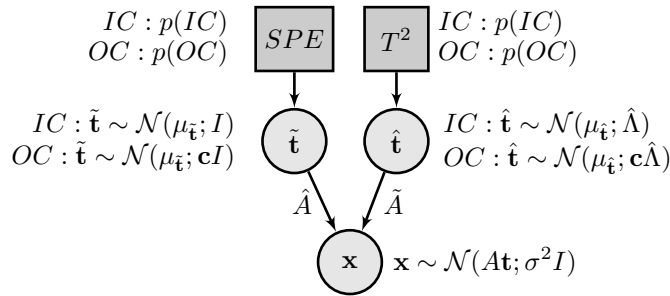 IC : p(IC)
OC : p(OC)
SPE
T²
IC : p(IC)
OC : p(OC)
IC : t̃ ∼ N(μ_t̃; I)
OC : t̃ ∼ N(μ_t̃; cI)
t̃
t̂
IC : t̂ ∼ N(μ_t̂; Λ̂)
OC : t̂ ∼ N(μ_t̂; cΛ̂)
Â
Ã
x
x ∼ N(At; σ²I)